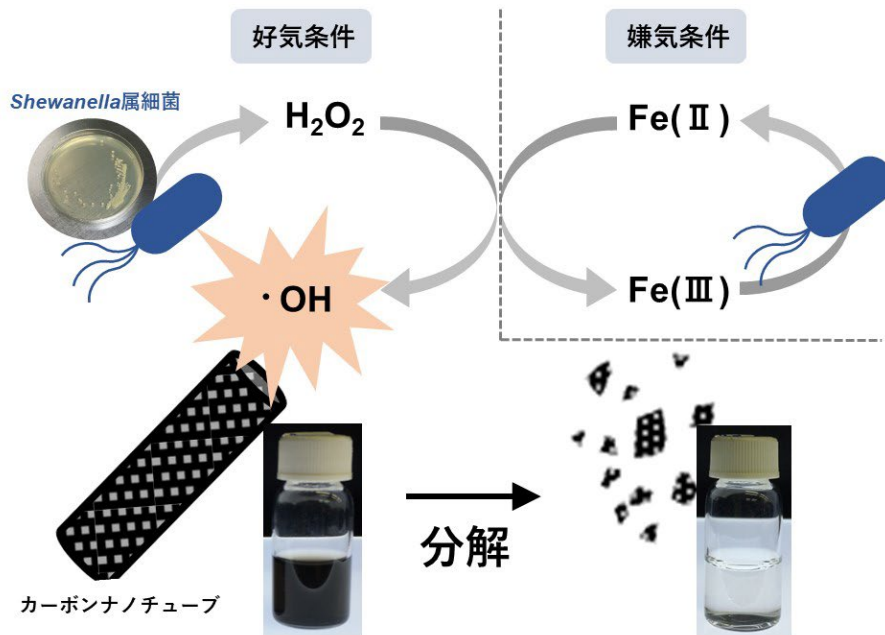 好気条件
嫌気条件
Shewanella属細菌
H₂O₂
Fe(Ⅱ)
・OH
Fe(Ⅲ)
分解
カーボンナノチューブ